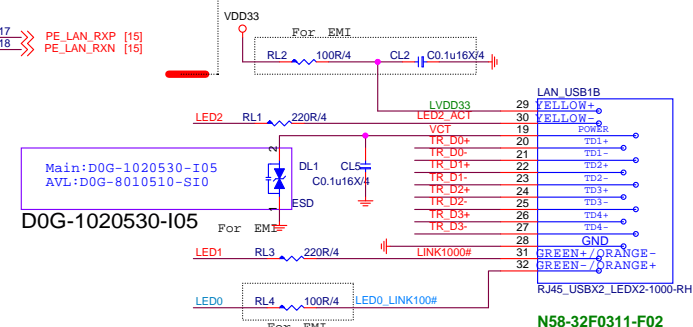 17 PE_LAN_RXP [15]
18 PE_LAN_RXN [15]
VDD33
For EMI
RL2 100R/4 CL2 C0.1u16X/4
LAN_USB1B
LVDD33 29 YELLOW+
LED2 RL1 220R/4 LED2_ACT 30 YELLOW-
VCT 19 POWER
TR_D0+ 20 TD1+
TR_D0- 21 TD1-
TR_D1+ 22 TD2+
TR_D1- 23 TD2-
TR_D2+ 24 TD3+
TR_D2- 25 TD3-
TR_D3+ 26 TD4+
TR_D3- 27 TD4-
28 GND
2
Main:D0G-1020530-I05
AVL:D0G-8010510-SI0
DL1
CL5
C0.1u16X/4
ESD
1
D0G-1020530-I05
For EMI
LED1 RL3 220R/4 LINK1000# 31 GREEN+/ORANGE-
32 GREEN-/ORANGE+
RJ45_USBX2_LEDX2-1000-RH
LED0 RL4 100R/4 LED0_LINK100#
N58-32F0311-F02
For EMI